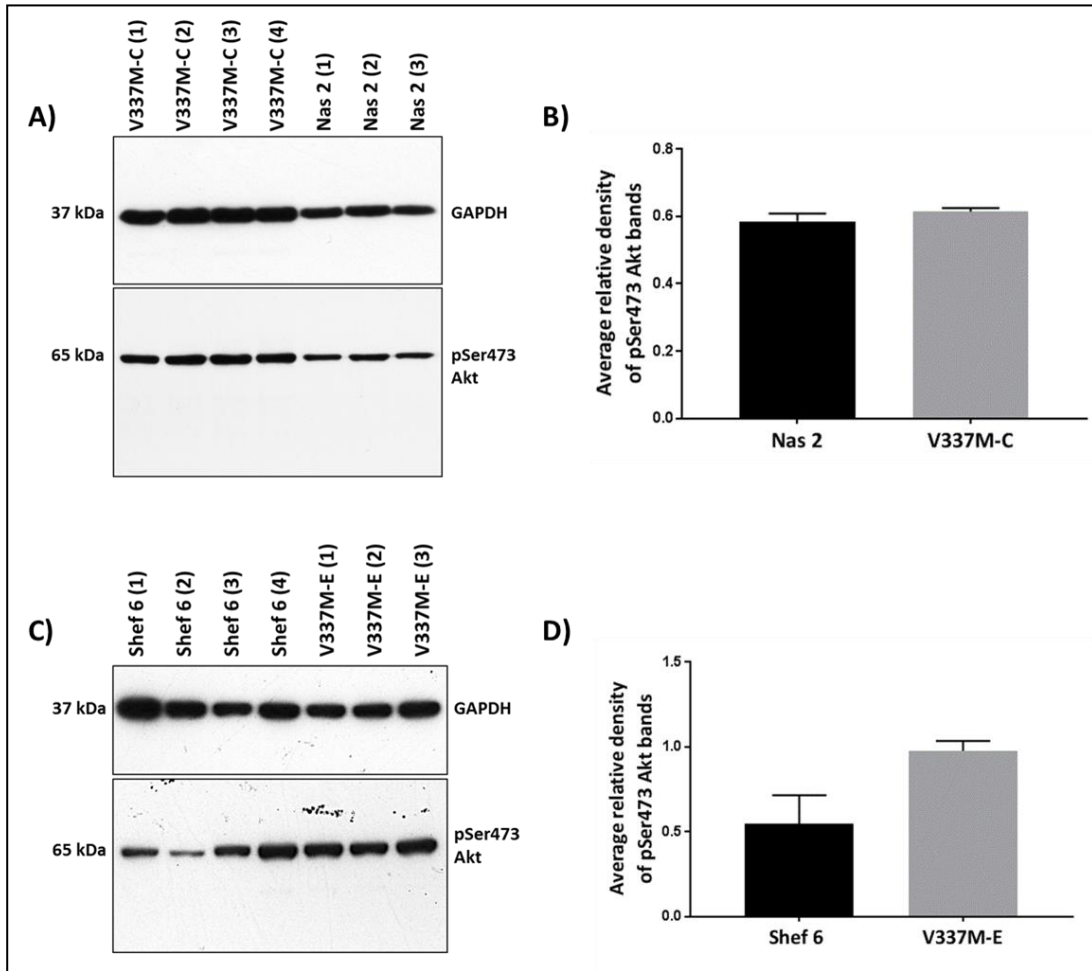 A)
V337M-C (1)
V337M-C (2)
V337M-C (3)
V337M-C (4)
Nas 2 (1)
Nas 2 (2)
Nas 2 (3)
37 kDa
GAPDH
65 kDa
pSer473
Akt
B)
Average relative density
of pSer473 Akt bands
0.8
0.6
0.4
0.2
0.0
Nas 2
V337M-C
C)
Shef 6 (1)
Shef 6 (2)
Shef 6 (3)
Shef 6 (4)
V337M-E (1)
V337M-E (2)
V337M-E (3)
37 kDa
GAPDH
65 kDa
pSer473
Akt
D)
Average relative density
of pSer473 Akt bands
1.5
1.0
0.5
0.0
Shef 6
V337M-E